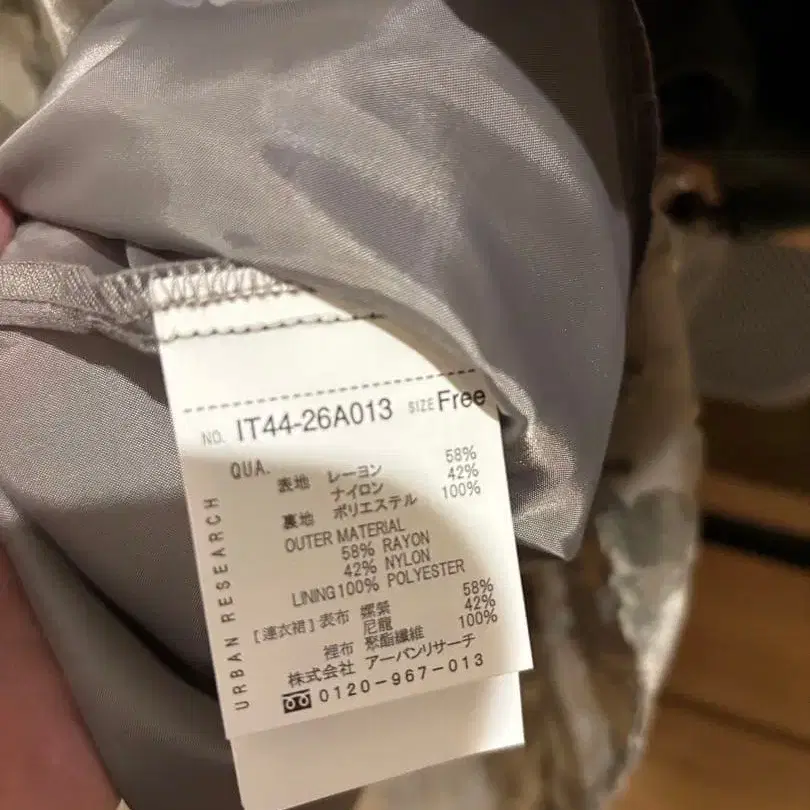 NO. IT44-26A013 SIZE Free
QUA.
表地 レーヨン 58%
ナイロン 42%
裏地 ポリエステル 100%
OUTER MATERIAL
58% RAYON
42% NYLON
LINING100% POLYESTER
[連衣裙] 表布 螺縈 58%
尼龍 42%
裡布 聚酯纖維 100%
株式会社 アーバンリサーチ
0120-967-013
URBAN RESEARCH